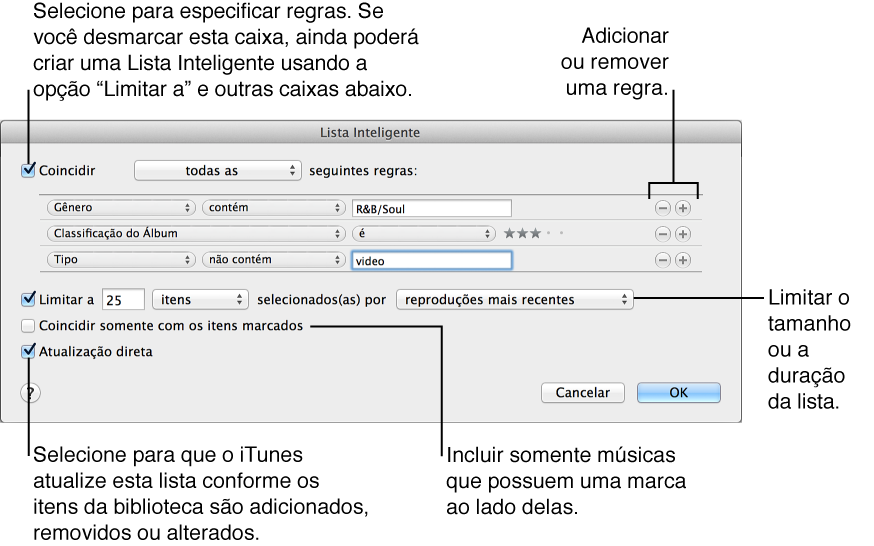 Selecione para especificar regras. Se
você desmarcar esta caixa, ainda poderá
criar uma Lista Inteligente usando a
opção “Limitar a” e outras caixas abaixo.
Adicionar
ou remover
uma regra.
Lista Inteligente
Coincidir todas as seguintes regras:
Gênero contém R&B/Soul
Classificação do Álbum é
Tipo não contém video
Limitar a 25 itens selecionados(as) por reproduções mais recentes
Coincidir somente com os itens marcados
Atualização direta
? Cancelar OK
Limitar o
tamanho
ou a
duração
da lista.
Selecione para que o iTunes
atualize esta lista conforme os
itens da biblioteca são adicionados,
removidos ou alterados.
Incluir somente músicas
que possuem uma marca
ao lado delas.